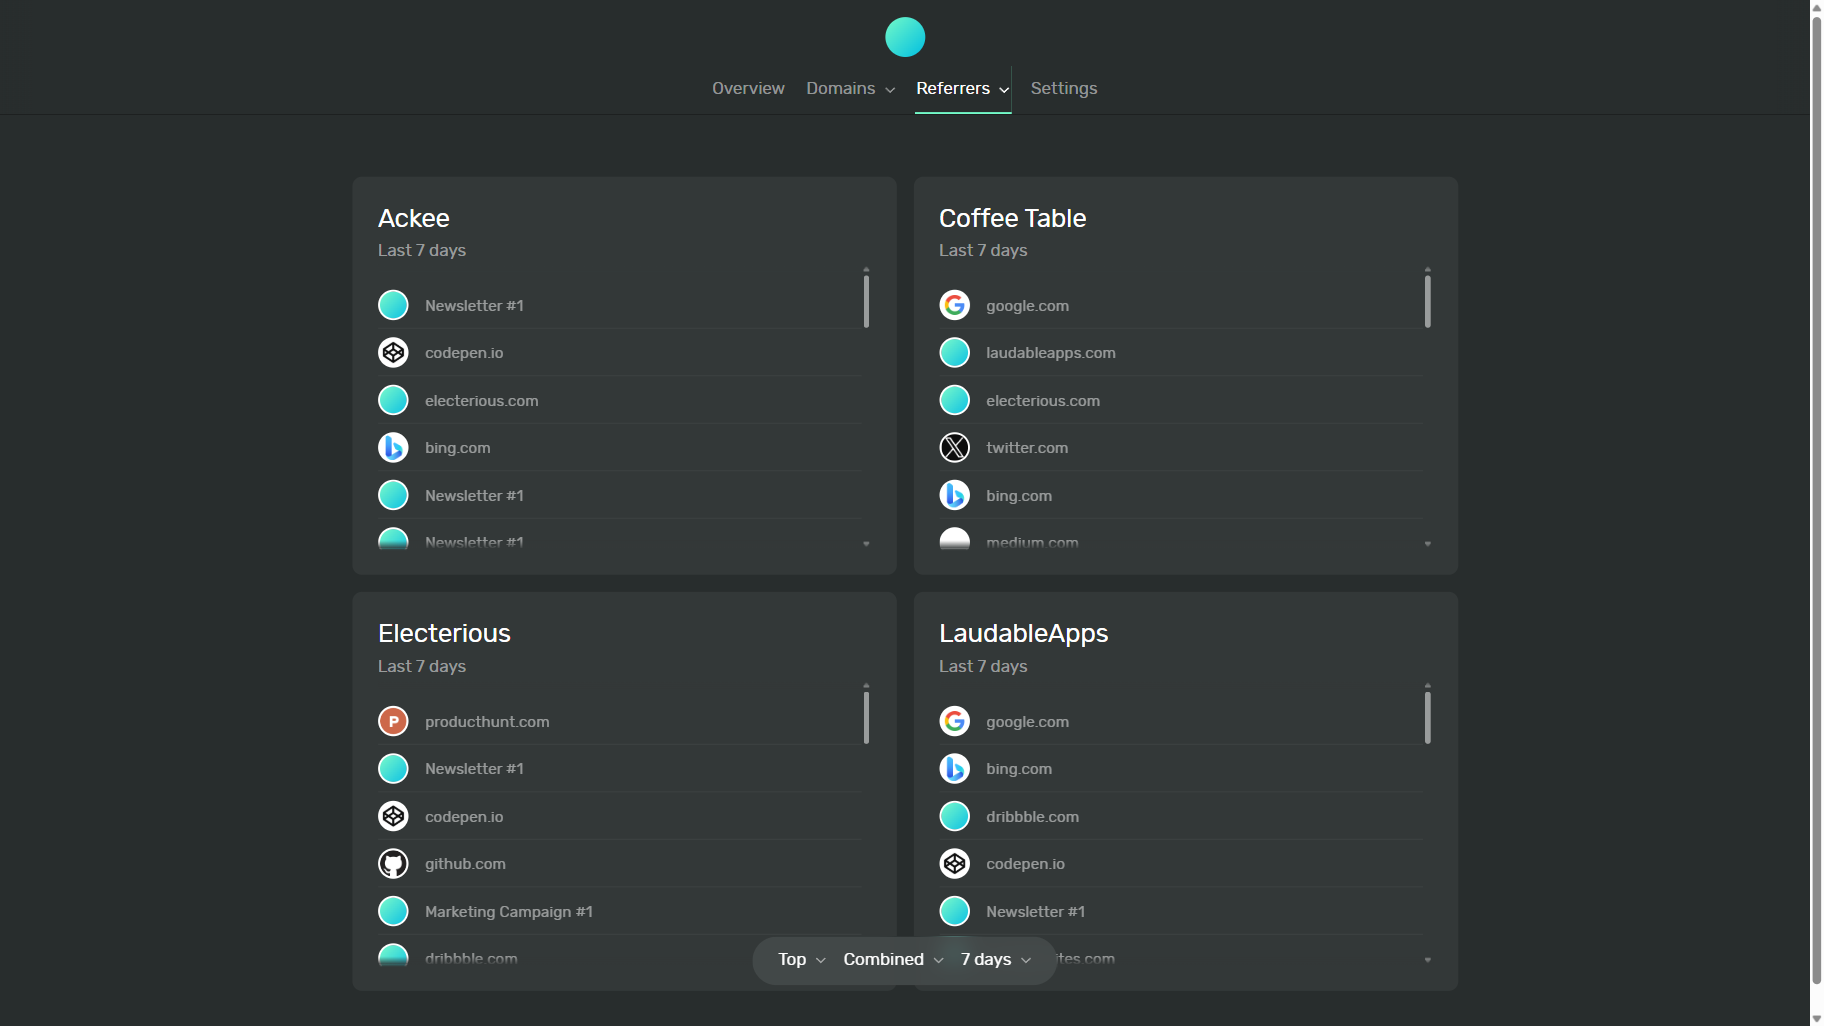 Overview
Domains
Referrers
Settings
Ackee
Last 7 days
Newsletter #1
codepen.io
electerious.com
bing.com
Newsletter #1
Newsletter #1
Coffee Table
Last 7 days
google.com
laudableapps.com
electerious.com
twitter.com
bing.com
medium.com
Electerious
Last 7 days
P
producthunt.com
Newsletter #1
codepen.io
github.com
Marketing Campaign #1
dribbble.com
LaudableApps
Last 7 days
google.com
bing.com
dribbble.com
codepen.io
Newsletter #1
Top
Combined
7 days